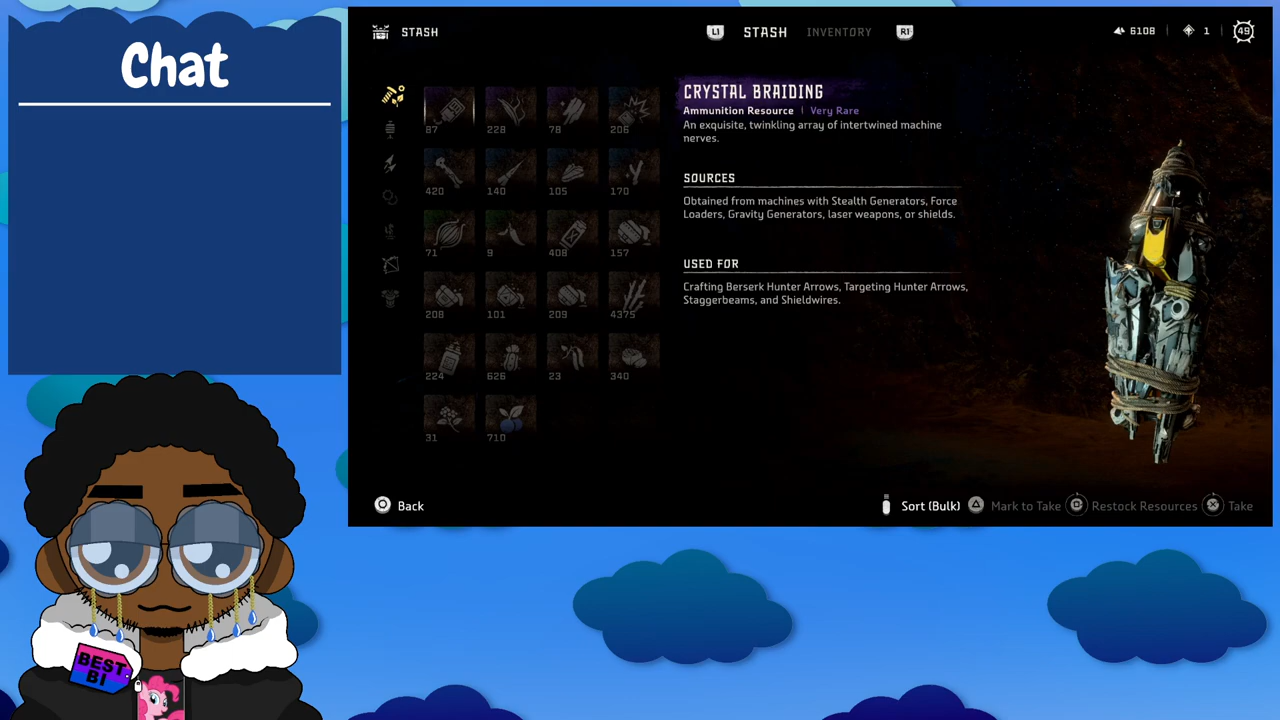 Chat
STASH
L1 STASH INVENTORY R1
6108 1 49
87 228 78 206
420 140 105 170
71 9 408 157
208 101 209 4375
224 626 23 340
31 710
CRYSTAL BRAIDING
Ammunition Resource | Very Rare
An exquisite, twinkling array of intertwined machine
nerves.
SOURCES
Obtained from machines with Stealth Generators, Force
Loaders, Gravity Generators, laser weapons, or shields.
USED FOR
Crafting Berserk Hunter Arrows, Targeting Hunter Arrows,
Staggerbeams, and Shieldwires.
Back
Sort (Bulk) Mark to Take Restock Resources Take
BEST
BI